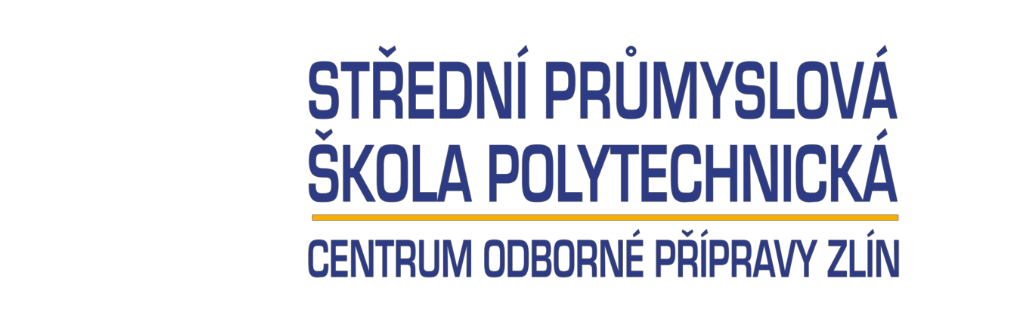 STŘEDNÍ PRŮMYSLOVÁ
ŠKOLA POLYTECHNICKÁ
CENTRUM ODBORNÉ PŘÍPRAVY ZLÍN